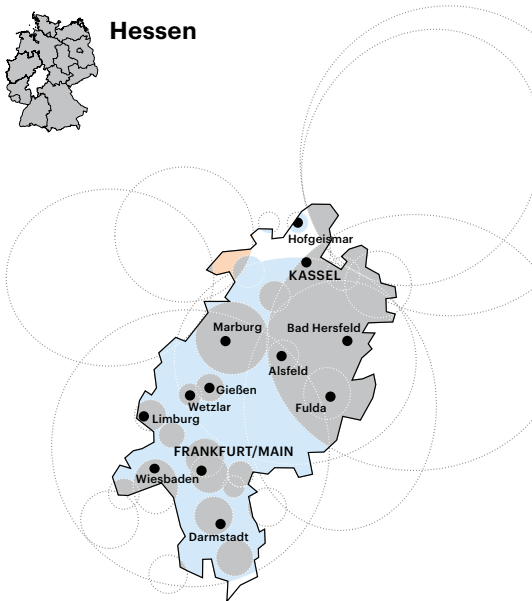 Hessen
Hofgeismar
KASSEL
Marburg
Bad Hersfeld
Alsfeld
Gießen
Wetzlar
Fulda
Limburg
FRANKFURT/MAIN
Wiesbaden
Darmstadt